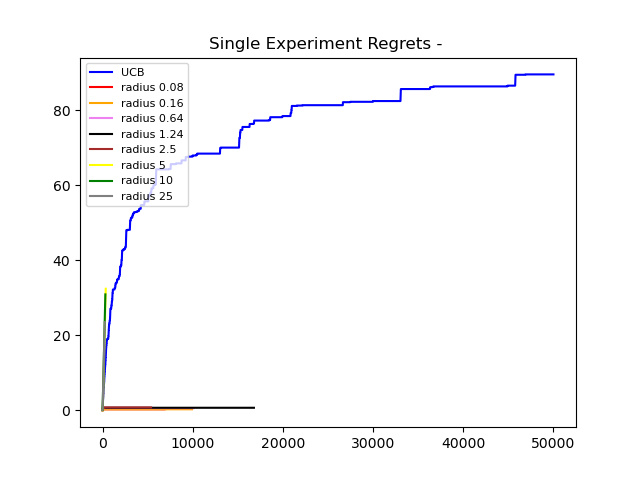 Single Experiment Regrets -
UCB
radius 0.08
radius 0.16
radius 0.64
radius 1.24
radius 2.5
radius 5
radius 10
radius 25
80
60
40
20
0
0 10000 20000 30000 40000 50000